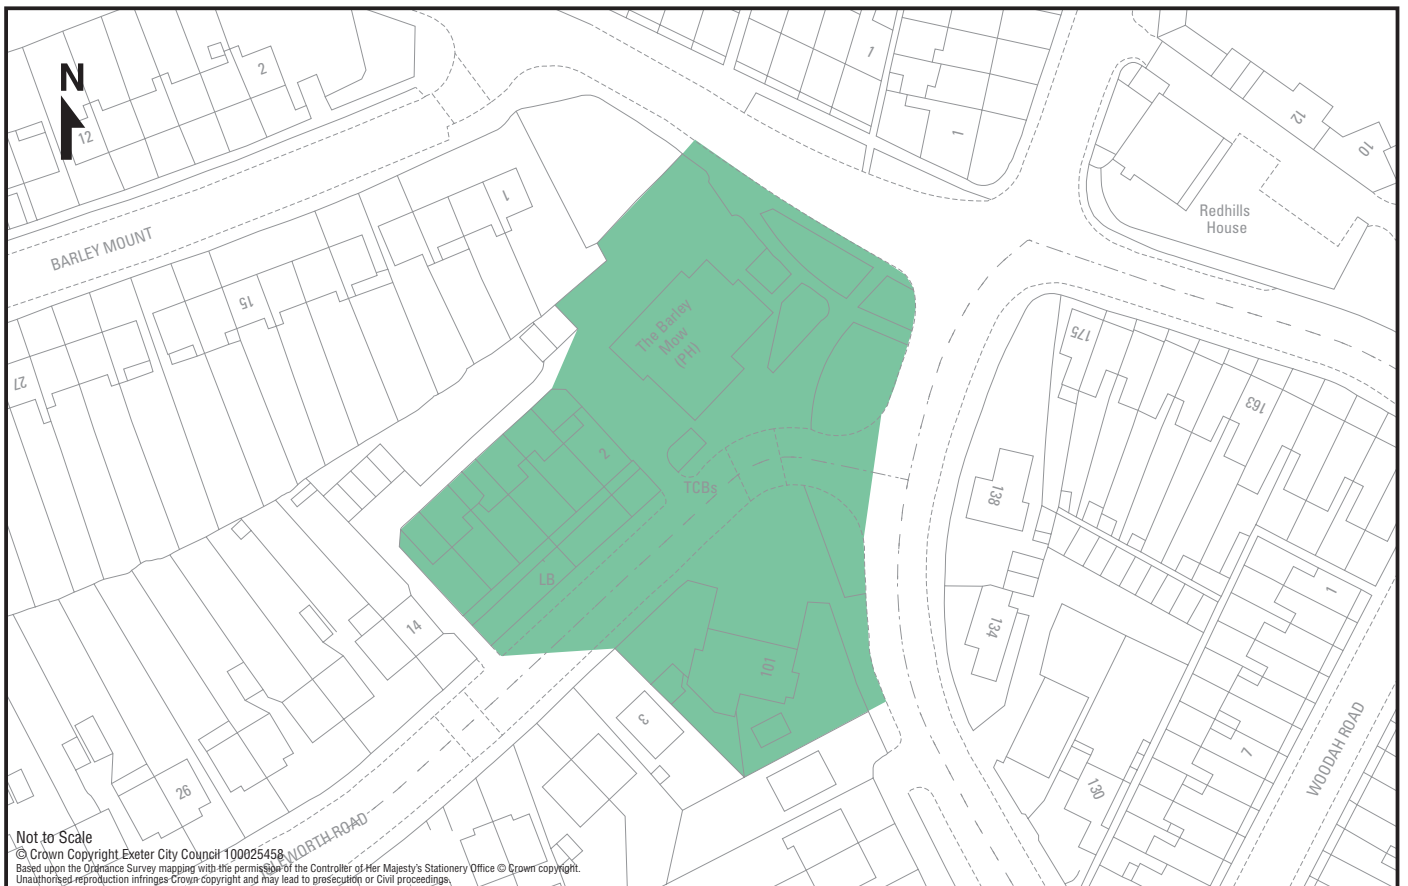 N
2
12
1
1
12
10
Redhills
House
BARLEY MOUNT
1
15
27
The Barley
Mow
(PH)
175
163
2
TCBs
138
LB
14
134
1
101
3
7
26
130
WOODAH ROAD
ISLEWORTH ROAD
Not to Scale
© Crown Copyright Exeter City Council 100025458
Based upon the Ordnance Survey mapping with the permission of the Controller of Her Majesty's Stationery Office © Crown copyright.
Unauthorised reproduction infringes Crown copyright and may lead to prosecution or Civil proceedings.